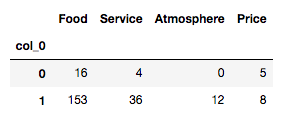 Food Service Atmosphere Price
col_0
0 16 4 0 5
1 153 36 12 8